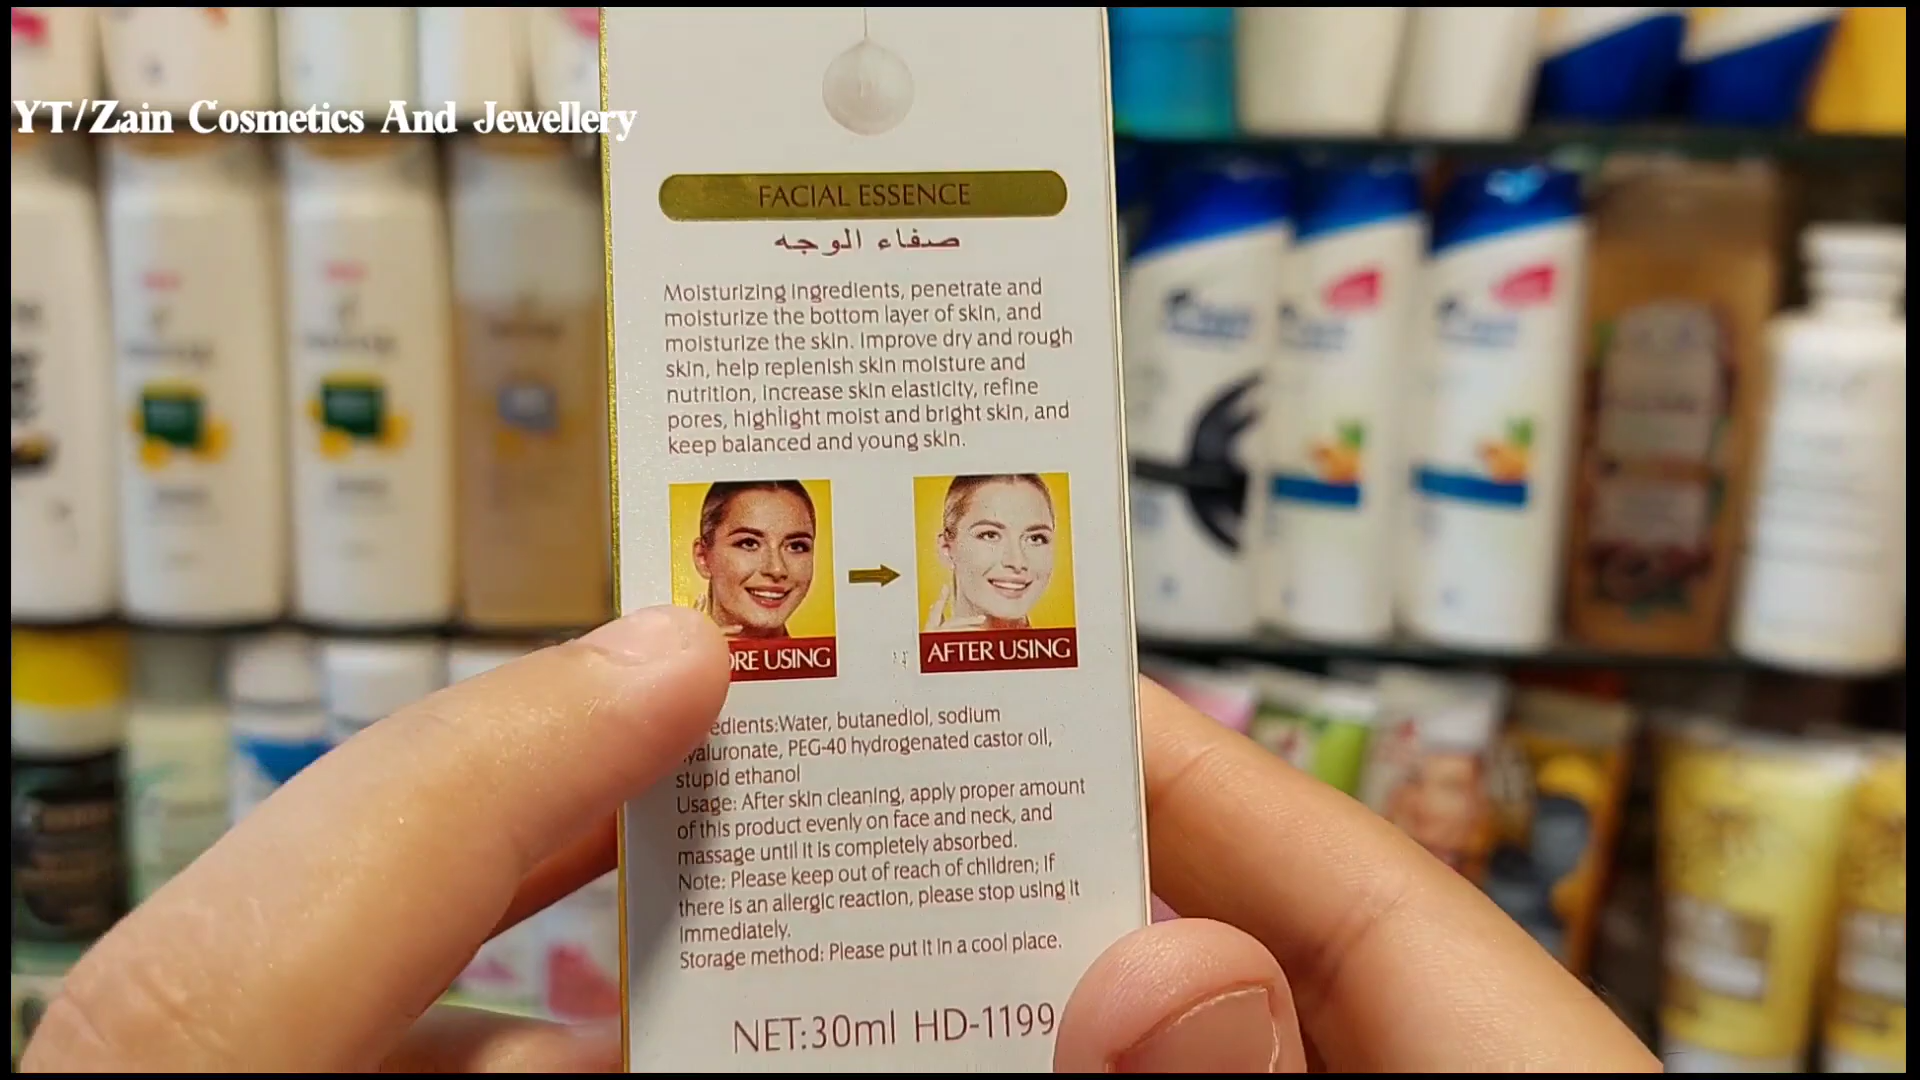 YT/Zain Cosmetics And Jewellery
FACIAL ESSENCE
صفاء الوجه
Moisturizing ingredients, penetrate and
moisturize the bottom layer of skin, and
moisturize the skin. Improve dry and rough
skin, help replenish skin moisture and
nutrition, increase skin elasticity, refine
pores, highlight moist and bright skin, and
keep balanced and young skin.
ORE USING
AFTER USING
edients:Water, butanediol, sodium
yaluronate, PEG-40 hydrogenated castor oil,
stupid ethanol
Usage: After skin cleaning, apply proper amount
of this product evenly on face and neck, and
massage until it is completely absorbed.
Note: Please keep out of reach of children; If
there is an allergic reaction, please stop using it
immediately.
Storage method: Please put it in a cool place.
NET:30ml HD-1199